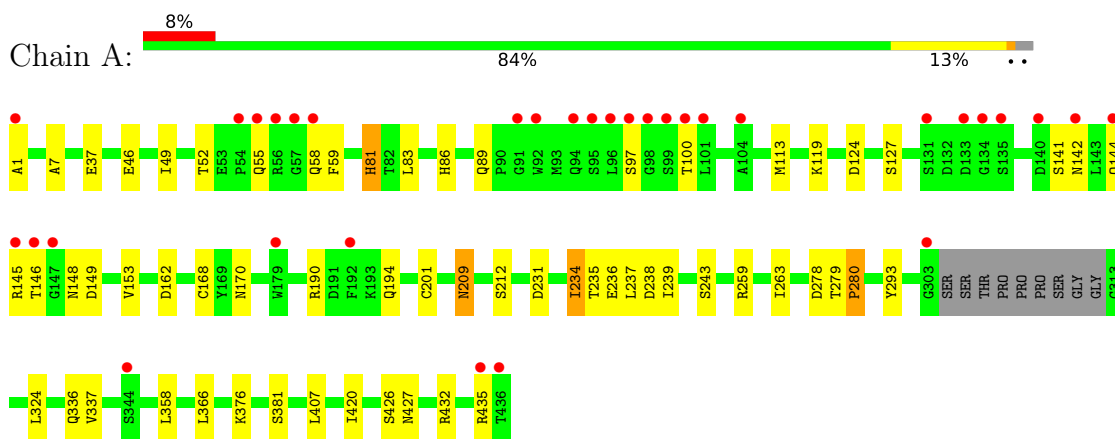 8%
Chain A:
84% 13% • •
A1 A7 E37 E46 I49 T52 E53 P54 Q55 R56 G57 Q58 F59 H81 T82 L83 H86 Q89 P90 G91 W92 M93 Q94 S95 L96 S97 G98 S99 T100 L101 A104 M113 K119 D124 S127 S131 D132 D133 G134 S135 D140 S141 N142 L143
R145 T146 G147 N148 D149 V153 D162 C168 Y169 N170 W179 R190 D191 F192 K193 Q194 C201 N209 S212 D231 I234 T235 E236 L237 D238 I239 S243 R259 I263 D278 T279 P280 Y293 G303 SER SER THR PRO PRO PRO SER GLY GLY
L324 Q336 V337 S344 L358 L366 K376 S381 L407 I420 S426 N427 R432 R435 T436